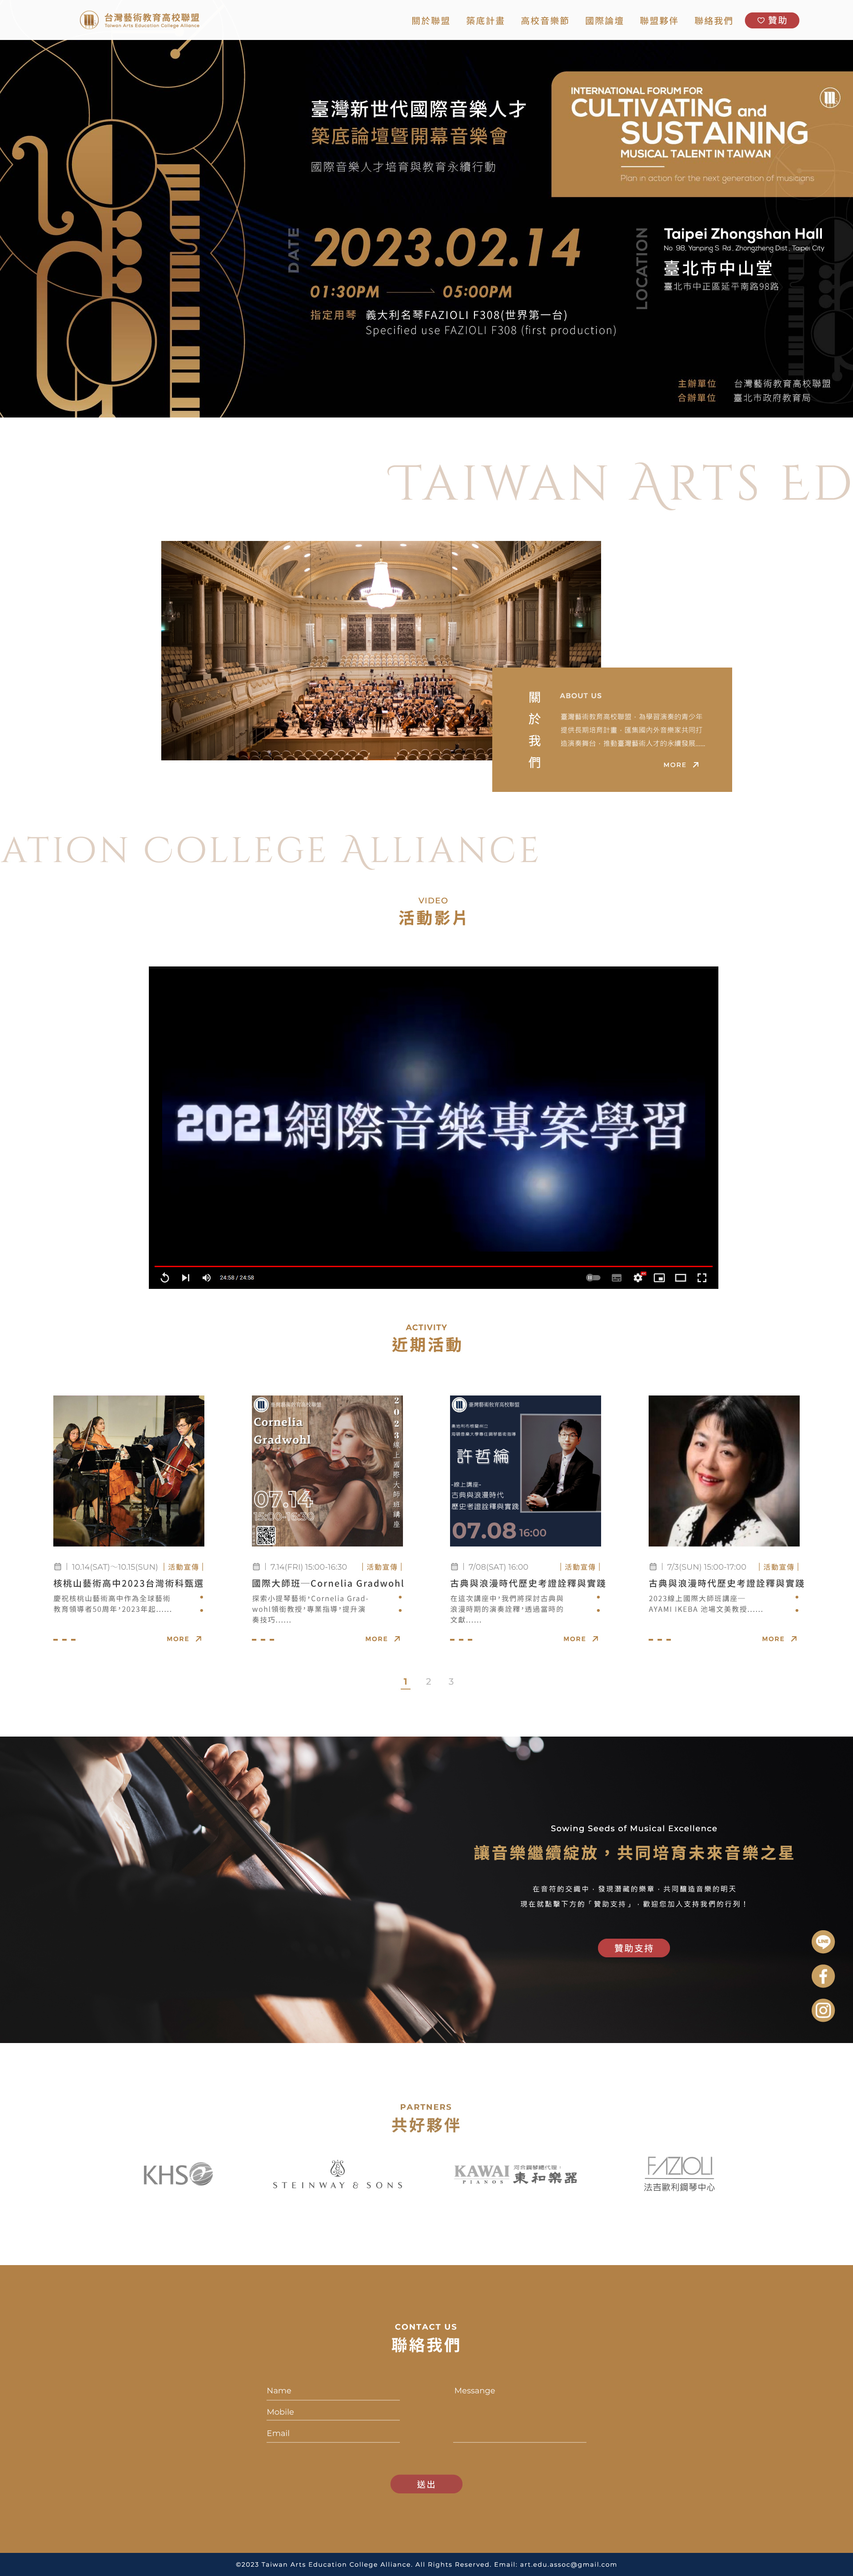 台灣藝術教育高校聯盟
Taiwan Arts Education College Alliance
關於聯盟
築底計畫
高校音樂節
國際論壇
聯盟夥伴
聯絡我們
贊助
臺灣新世代國際音樂人才
築底論壇暨開幕音樂會
國際音樂人才培育與教育永續行動
INTERNATIONAL FORUM FOR
CULTIVATING and
SUSTAINING
MUSICAL TALENT IN TAIWAN
Plan in action for the next generation of musicians
DATE
2023.02.14
01:30PM
05:00PM
指定用琴 義大利名琴FAZIOLI F308(世界第一台)
Specified use FAZIOLI F308 (first production)
LOCATION
Taipei Zhongshan Hall
No. 98, Yanping S. Rd., Zhongzheng Dist., Taipei City
臺北市中山堂
臺北市中正區延平南路98路
主辦單位 台灣藝術教育高校聯盟
合辦單位 臺北市政府教育局
TAIWAN ARTS ED
關於我們
ABOUT US
臺灣藝術教育高校聯盟，為學習演奏的青少年
提供長期培育計畫，匯集國內外音樂家共同打
造演奏舞台，推動臺灣藝術人才的永續發展......
MORE
ATION COLLEGE ALLIANCE
VIDEO
活動影片
2021網際音樂專案學習
24:58 / 24:58
ACTIVITY
近期活動
10.14(SAT)～10.15(SUN)
活動宣傳
核桃山藝術高中2023台灣術科甄選
慶祝核桃山藝術高中作為全球藝術
教育領導者50周年，2023年起......
MORE
臺灣藝術教育高校聯盟
Cornelia
Gradwohl
2023線上國際大師班講座
07.14
15:00-16:30
7.14(FRI) 15:00-16:30
活動宣傳
國際大師班—Cornelia Gradwohl
探索小提琴藝術，Cornelia Grad-
wohl領銜教授，專業指導，提升演
奏技巧......
MORE
臺灣藝術教育高校聯盟
許哲綸
-線上講座-
古典與浪漫時代
歷史考證詮釋與實踐
07.08 16:00
7/08(SAT) 16:00
活動宣傳
古典與浪漫時代歷史考證詮釋與實踐
在這次講座中，我們將探討古典與
浪漫時期的演奏詮釋，透過當時的
文獻......
MORE
7/3(SUN) 15:00-17:00
活動宣傳
古典與浪漫時代歷史考證詮釋與實踐
2023線上國際大師班講座—
AYAMI IKEBA 池場文美教授......
MORE
1 2 3
Sowing Seeds of Musical Excellence
讓音樂繼續綻放，共同培育未來音樂之星
在音符的交織中，發現潛藏的樂章，共同釀造音樂的明天
現在就點擊下方的「贊助支持」，歡迎您加入支持我們的行列！
贊助支持
LINE
PARTNERS
共好夥伴
KHS
STEINWAY & SONS
KAWAI
PIANOS
河合鋼琴總代理．
東和樂器
FAZIOLI
法吉歐利鋼琴中心
CONTACT US
聯絡我們
Name
Messange
Mobile
Email
送出
©2023 Taiwan Arts Education College Alliance. All Rights Reserved. Email: art.edu.assoc@gmail.com